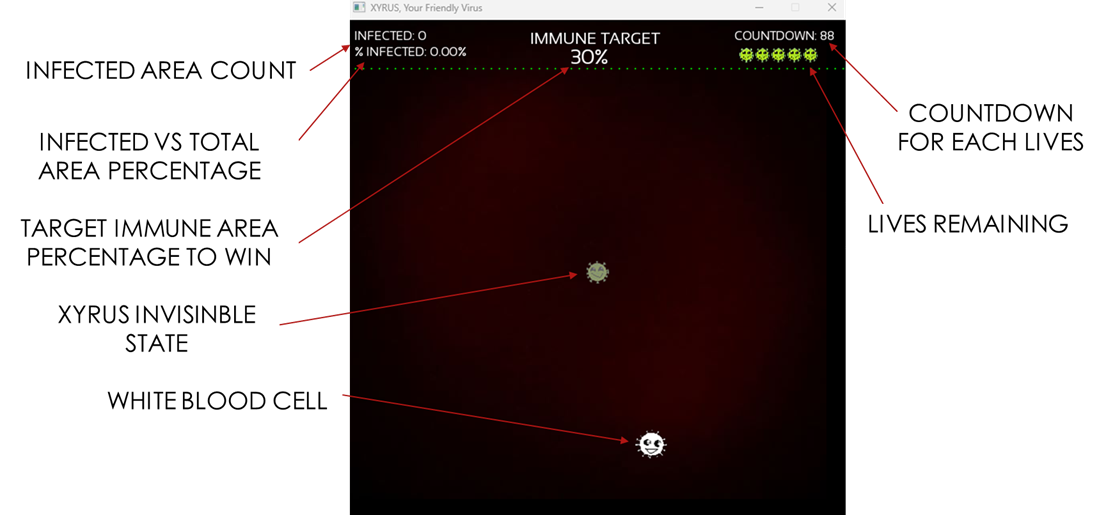 XYRUS, Your Friendly Virus
INFECTED: 0
% INFECTED: 0.00%
IMMUNE TARGET
30%
COUNTDOWN: 88
INFECTED AREA COUNT
INFECTED VS TOTAL
AREA PERCENTAGE
TARGET IMMUNE AREA
PERCENTAGE TO WIN
XYRUS INVISINBLE
STATE
WHITE BLOOD CELL
COUNTDOWN
FOR EACH LIVES
LIVES REMAINING